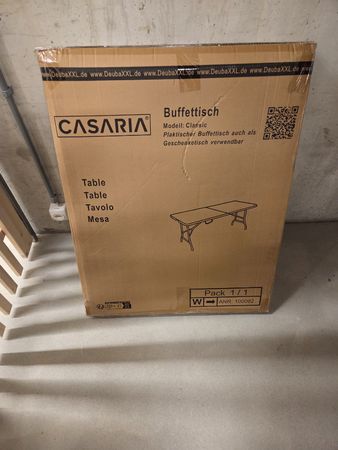 www.DeubaXXL.de www.DeubaXXL.de www.DeubaXXL.de www.DeubaXXL.de
CASARIA®
Buffettisch
Modell: Classic
Plaktischer Buffettisch auch als
Geschenketisch verwendbar
Table
Table
Tavolo
Mesa
Pack 1 / 1
W ANR. 100082